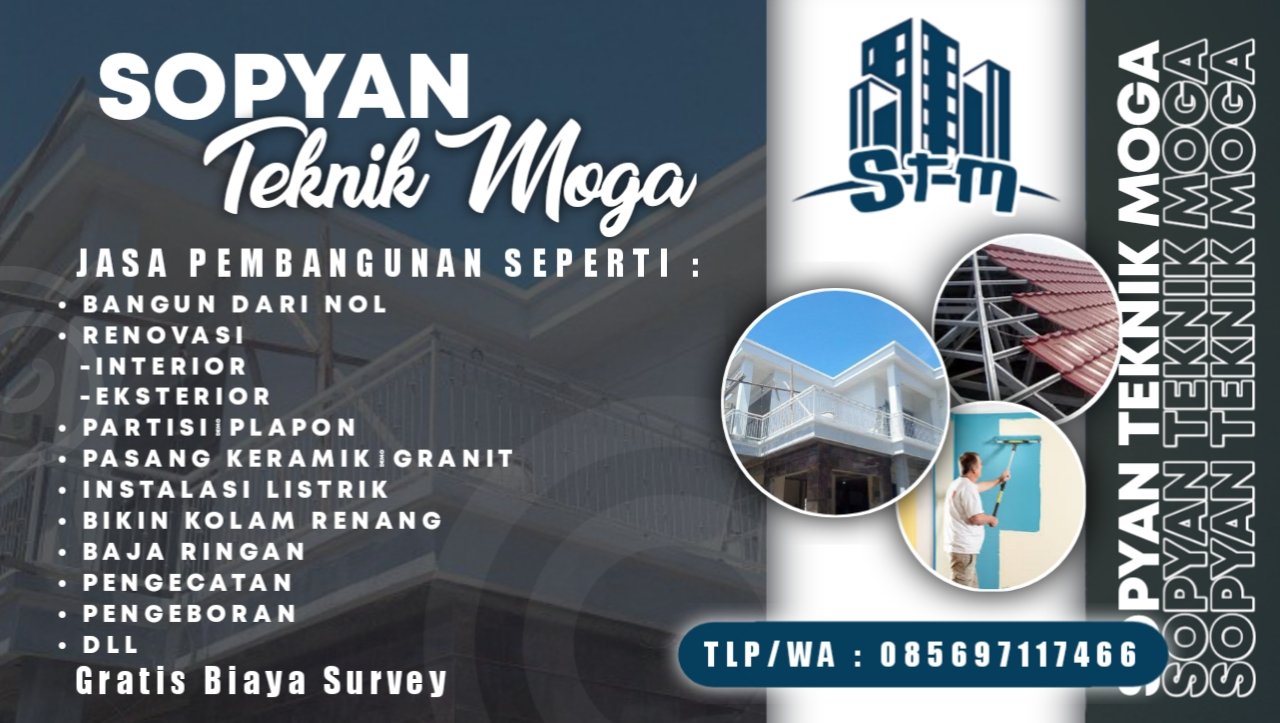 SOPYAN
Teknik Moga
JASA PEMBANGUNAN SEPERTI :
• BANGUN DARI NOL
• RENOVASI
-INTERIOR
-EKSTERIOR
• PARTISI DEMO PLAPON
• PASANG KERAMIK DEMO GRANIT
• INSTALASI LISTRIK
• BIKIN KOLAM RENANG
• BAJA RINGAN
• PENGECATAN
• PENGEBORAN
• DLL
Gratis Biaya Survey
STM
TLP/WA : 085697117466
SOPYAN TEKNIK MOGA
SOPYAN TEKNIK MOGA
SOPYAN TEKNIK MOGA